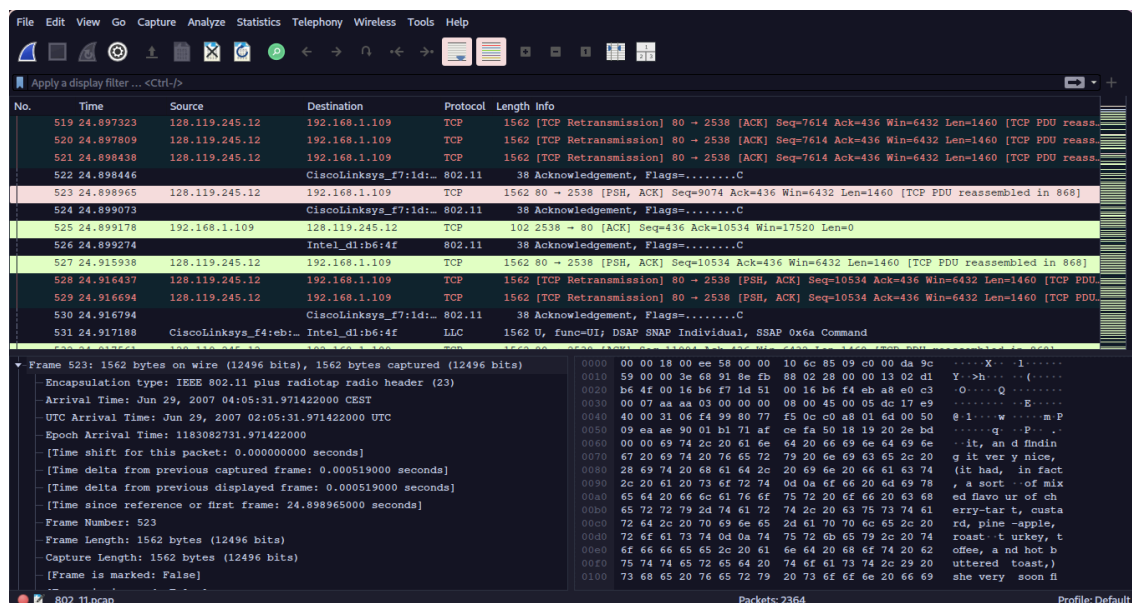 File Edit View Go Capture Analyze Statistics Telephony Wireless Tools Help
Apply a display filter ... <Ctrl-/>
No. Time Source Destination Protocol Length Info
519 24.897323 128.119.245.12 192.168.1.109 TCP 1562 [TCP Retransmission] 80 → 2538 [ACK] Seq=7614 Ack=436 Win=6432 Len=1460 [TCP PDU reass…
520 24.897809 128.119.245.12 192.168.1.109 TCP 1562 [TCP Retransmission] 80 → 2538 [ACK] Seq=7614 Ack=436 Win=6432 Len=1460 [TCP PDU reass…
521 24.898438 128.119.245.12 192.168.1.109 TCP 1562 [TCP Retransmission] 80 → 2538 [ACK] Seq=7614 Ack=436 Win=6432 Len=1460 [TCP PDU reass…
522 24.898446 CiscoLinksys_f7:1d:… 802.11 38 Acknowledgement, Flags=........C
523 24.898965 128.119.245.12 192.168.1.109 TCP 1562 80 → 2538 [PSH, ACK] Seq=9074 Ack=436 Win=6432 Len=1460 [TCP PDU reassembled in 868]
524 24.899073 CiscoLinksys_f7:1d:… 802.11 38 Acknowledgement, Flags=........C
525 24.899178 192.168.1.109 128.119.245.12 TCP 102 2538 → 80 [ACK] Seq=436 Ack=10534 Win=17520 Len=0
526 24.899274 Intel_d1:b6:4f 802.11 38 Acknowledgement, Flags=........C
527 24.915938 128.119.245.12 192.168.1.109 TCP 1562 80 → 2538 [PSH, ACK] Seq=10534 Ack=436 Win=6432 Len=1460 [TCP PDU reassembled in 868]
528 24.916437 128.119.245.12 192.168.1.109 TCP 1562 [TCP Retransmission] 80 → 2538 [PSH, ACK] Seq=10534 Ack=436 Win=6432 Len=1460 [TCP PDU…
529 24.916694 128.119.245.12 192.168.1.109 TCP 1562 [TCP Retransmission] 80 → 2538 [PSH, ACK] Seq=10534 Ack=436 Win=6432 Len=1460 [TCP PDU…
530 24.916794 CiscoLinksys_f7:1d:… 802.11 38 Acknowledgement, Flags=........C
531 24.917188 CiscoLinksys_f4:eb:… Intel_d1:b6:4f LLC 1562 U, func=UI; DSAP SNAP Individual, SSAP 0x6a Command
Frame 523: 1562 bytes on wire (12496 bits), 1562 bytes captured (12496 bits)
Encapsulation type: IEEE 802.11 plus radiotap radio header (23)
Arrival Time: Jun 29, 2007 04:05:31.971422000 CEST
UTC Arrival Time: Jun 29, 2007 02:05:31.971422000 UTC
Epoch Arrival Time: 1183082731.971422000
[Time shift for this packet: 0.000000000 seconds]
[Time delta from previous captured frame: 0.000519000 seconds]
[Time delta from previous displayed frame: 0.000519000 seconds]
[Time since reference or first frame: 24.898965000 seconds]
Frame Number: 523
Frame Length: 1562 bytes (12496 bits)
Capture Length: 1562 bytes (12496 bits)
[Frame is marked: False]
0000 00 00 18 00 ee 58 00 00 10 6c 85 09 c0 00 da 9c ·····X·· ·l······
0010 59 00 00 3e 68 91 8e fb 88 02 28 00 00 13 02 d1 Y··>h··· ··(·····
0020 b6 4f 00 16 b6 f7 1d 51 00 16 b6 f4 eb a8 e0 c3 ·O·····Q ········
0030 00 07 aa aa 03 00 00 00 08 00 45 00 05 dc 17 e9 ········ ··E·····
0040 40 00 31 06 f4 99 80 77 f5 0c c0 a8 01 6d 00 50 @·1····w ·····m·P
0050 09 ea ae 90 01 b1 71 af ce fa 50 18 19 20 2e bd ······q· ··P·· .·
0060 00 00 69 74 2c 20 61 6e 64 20 66 69 6e 64 69 6e ··it, an d findin
0070 67 20 69 74 20 76 65 72 79 20 6e 69 63 65 2c 20 g it ver y nice,
0080 28 69 74 20 68 61 64 2c 20 69 6e 20 66 61 63 74 (it had, in fact
0090 2c 20 61 20 73 6f 72 74 0d 0a 6f 66 20 6d 69 78 , a sort ··of mix
00a0 65 64 20 66 6c 61 76 6f 75 72 20 6f 66 20 63 68 ed flavo ur of ch
00b0 65 72 72 79 2d 74 61 72 74 2c 20 63 75 73 74 61 erry-tar t, custa
00c0 72 64 2c 20 70 69 6e 65 2d 61 70 70 6c 65 2c 20 rd, pine -apple,
00d0 72 6f 61 73 74 0d 0a 74 75 72 6b 65 79 2c 20 74 roast··t urkey, t
00e0 6f 66 66 65 65 2c 20 61 6e 64 20 68 6f 74 20 62 offee, a nd hot b
00f0 75 74 74 65 72 65 64 20 74 6f 61 73 74 2c 29 20 uttered toast,)
0100 73 68 65 20 76 65 72 79 20 73 6f 6f 6e 20 66 69 she very soon fi
802_11.pcap Packets: 2364 Profile: Default